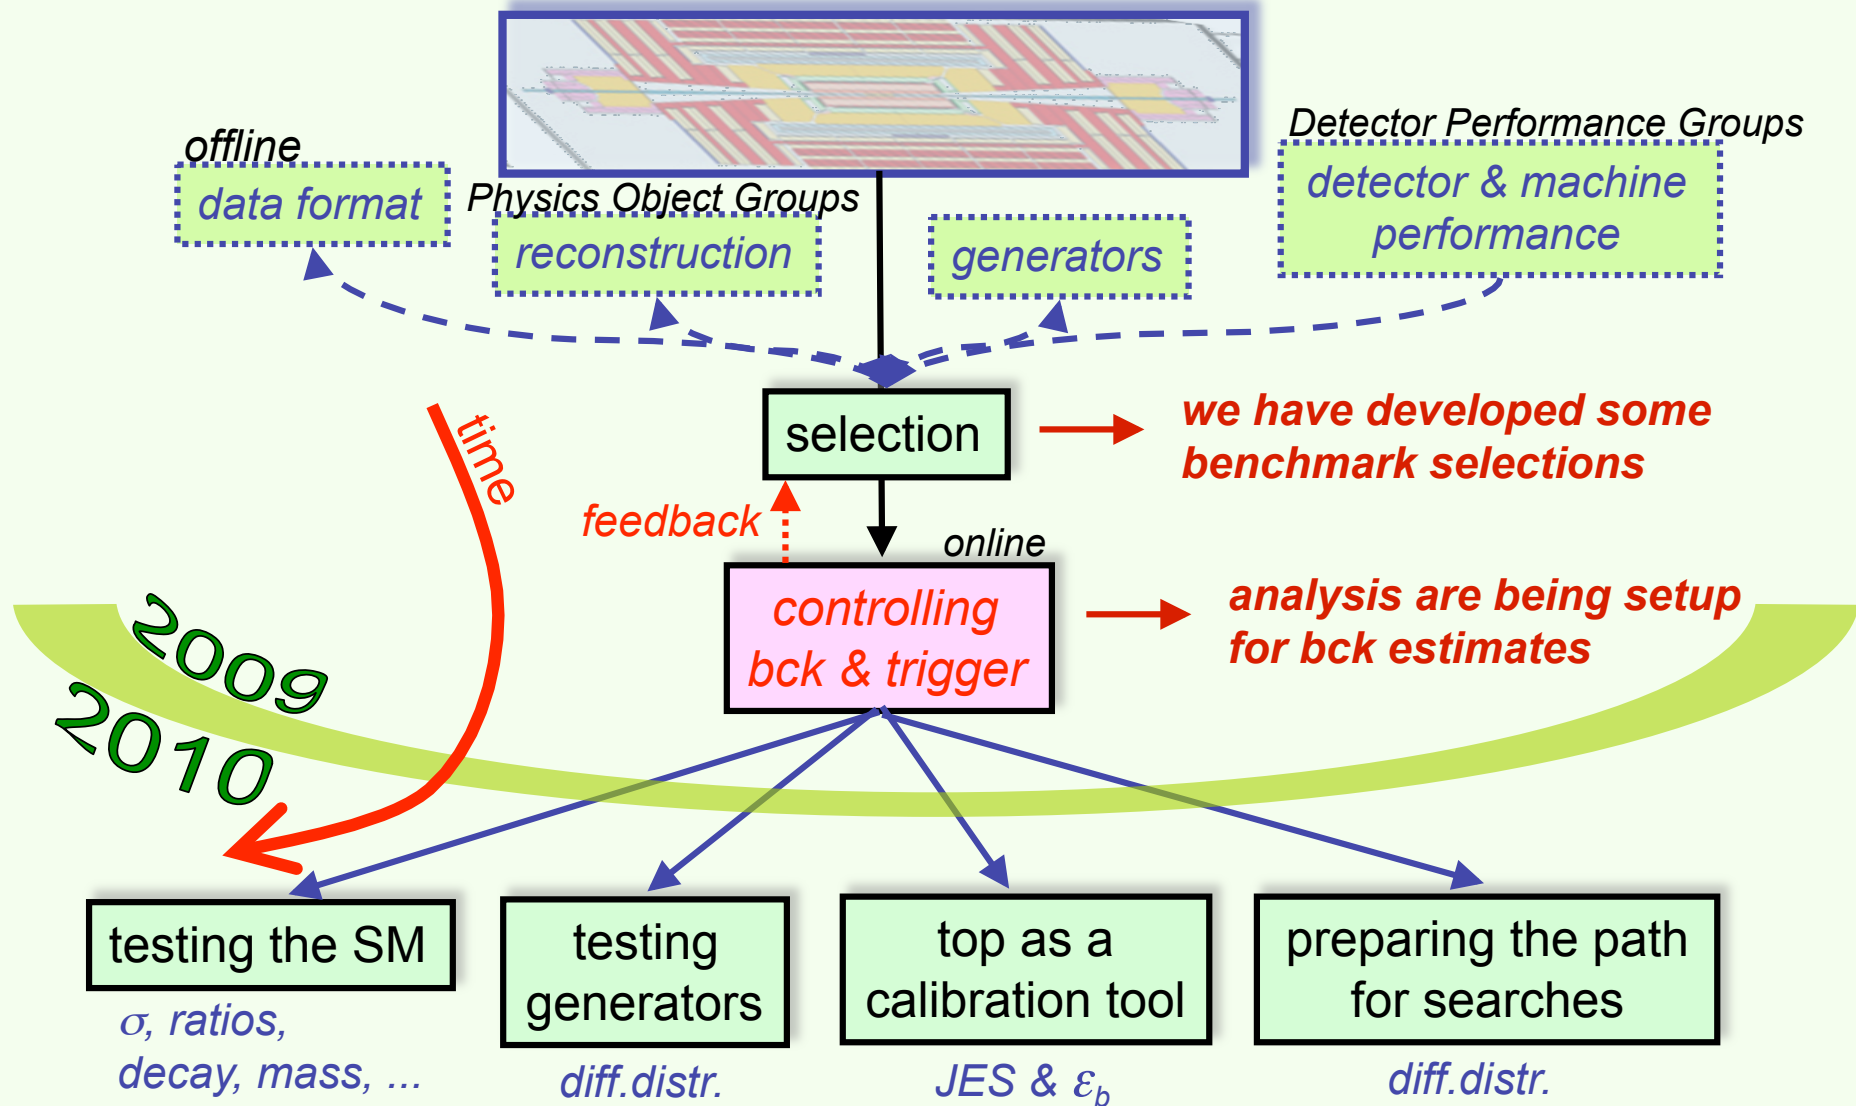 offline
data format
Physics Object Groups
reconstruction
generators
Detector Performance Groups
detector & machine
performance
time
selection
we have developed some
benchmark selections
feedback
online
controlling
bck & trigger
analysis are being setup
for bck estimates
2009
2010
testing the SM
σ, ratios,
decay, mass, ...
testing
generators
diff.distr.
top as a
calibration tool
JES & ε_b
preparing the path
for searches
diff.distr.